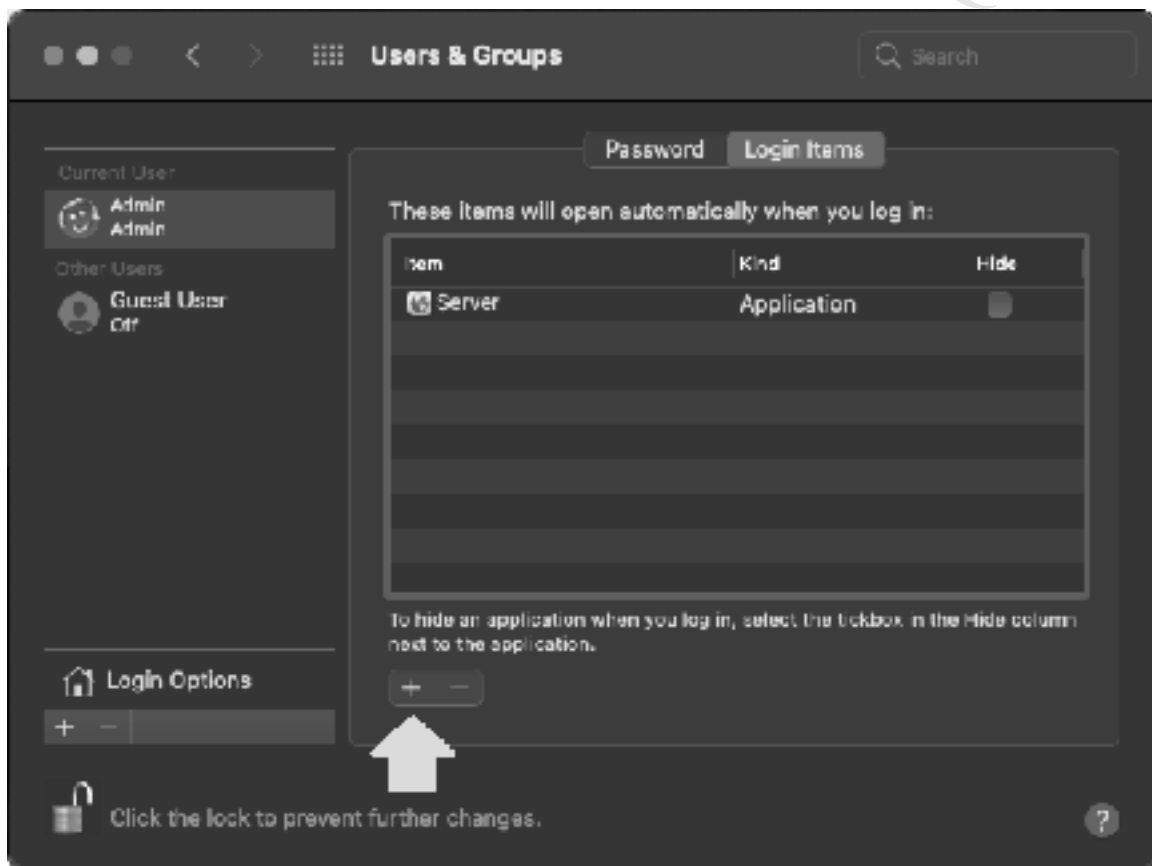 Users & Groups
Search
Password
Login Items
Current User
Admin
Admin
These items will open automatically when you log in:
Other Users
Guest User
Off
Item
Kind
Hide
Server
Application
To hide an application when you log in, select the tickbox in the Hide column
next to the application.
Login Options
+ −
+ −
Click the lock to prevent further changes.
?